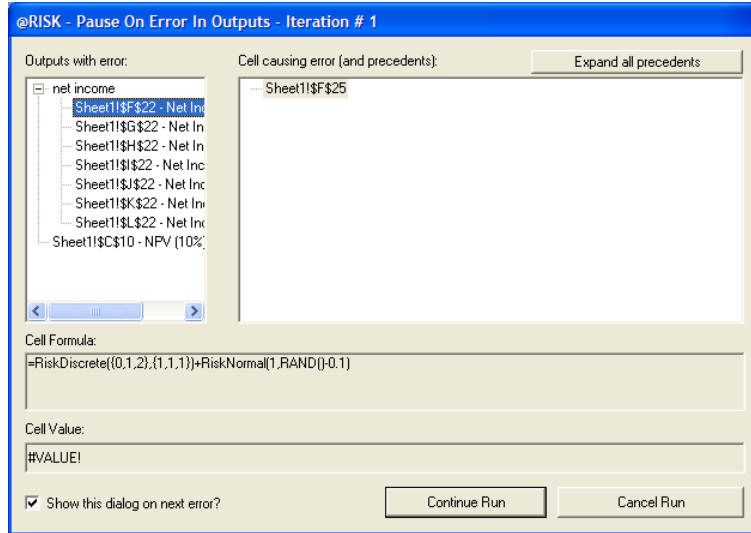 @RISK - Pause On Error In Outputs - Iteration # 1
Outputs with error:
Cell causing error (and precedents):
Expand all precedents
net income
Sheet1!$F$22 - Net Inc
Sheet1!$G$22 - Net In
Sheet1!$H$22 - Net In
Sheet1!$I$22 - Net Inc
Sheet1!$J$22 - Net Inc
Sheet1!$K$22 - Net In
Sheet1!$L$22 - Net Inc
Sheet1!$C$10 - NPV (10%)
Sheet1!$F$25
Cell Formula:
=RiskDiscrete({0,1,2},{1,1,1})+RiskNormal(1,RAND()-0.1)
Cell Value:
#VALUE!
Show this dialog on next error?
Continue Run
Cancel Run